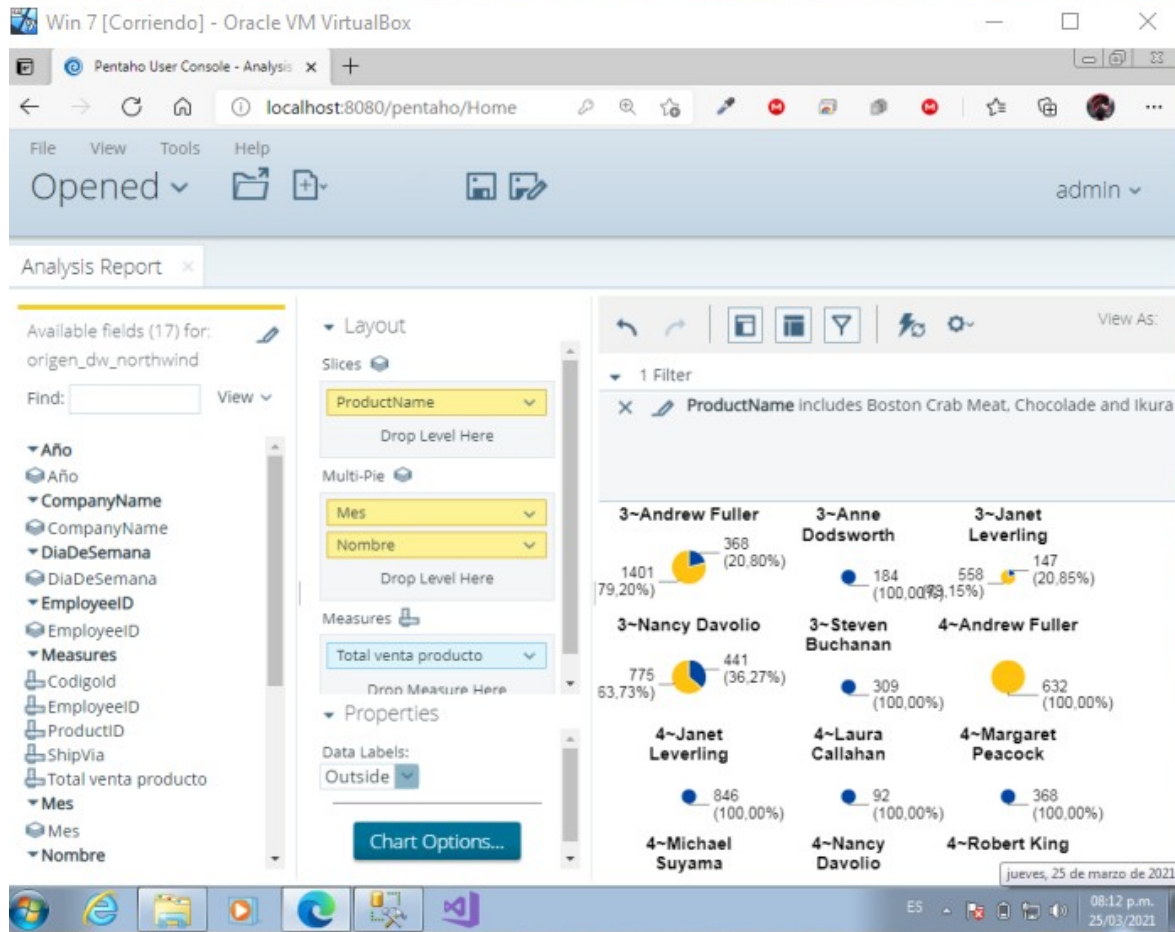 Win 7 [Corriendo] - Oracle VM VirtualBox
Pentaho User Console - Analysis
localhost:8080/pentaho/Home
File View Tools Help
Opened
admin
Analysis Report
Available fields (17) for:
origen_dw_northwind
Find:
View
Año
Año
CompanyName
CompanyName
DiaDeSemana
DiaDeSemana
EmployeeID
EmployeeID
Measures
CodigoId
EmployeeID
ProductID
ShipVia
Total venta producto
Mes
Mes
Nombre
Layout
Slices
ProductName
Drop Level Here
Multi-Pie
Mes
Nombre
Drop Level Here
Measures
Total venta producto
Drop Measure Here
Properties
Data Labels:
Outside
Chart Options...
View As:
1 Filter
ProductName includes Boston Crab Meat, Chocolade and Ikura
3~Andrew Fuller
368
(20,80%)
1401
79,20%)
3~Anne
Dodsworth
184
(100,00%)
3~Janet
Leverling
147
(20,85%)
558
(79,15%)
3~Nancy Davolio
441
(36,27%)
775
63,73%)
3~Steven
Buchanan
309
(100,00%)
4~Andrew Fuller
632
(100,00%)
4~Janet
Leverling
846
(100,00%)
4~Laura
Callahan
92
(100,00%)
4~Margaret
Peacock
368
(100,00%)
4~Michael
Suyama
4~Nancy
Davolio
4~Robert King
jueves, 25 de marzo de 2021
ES
08:12 p.m.
25/03/2021